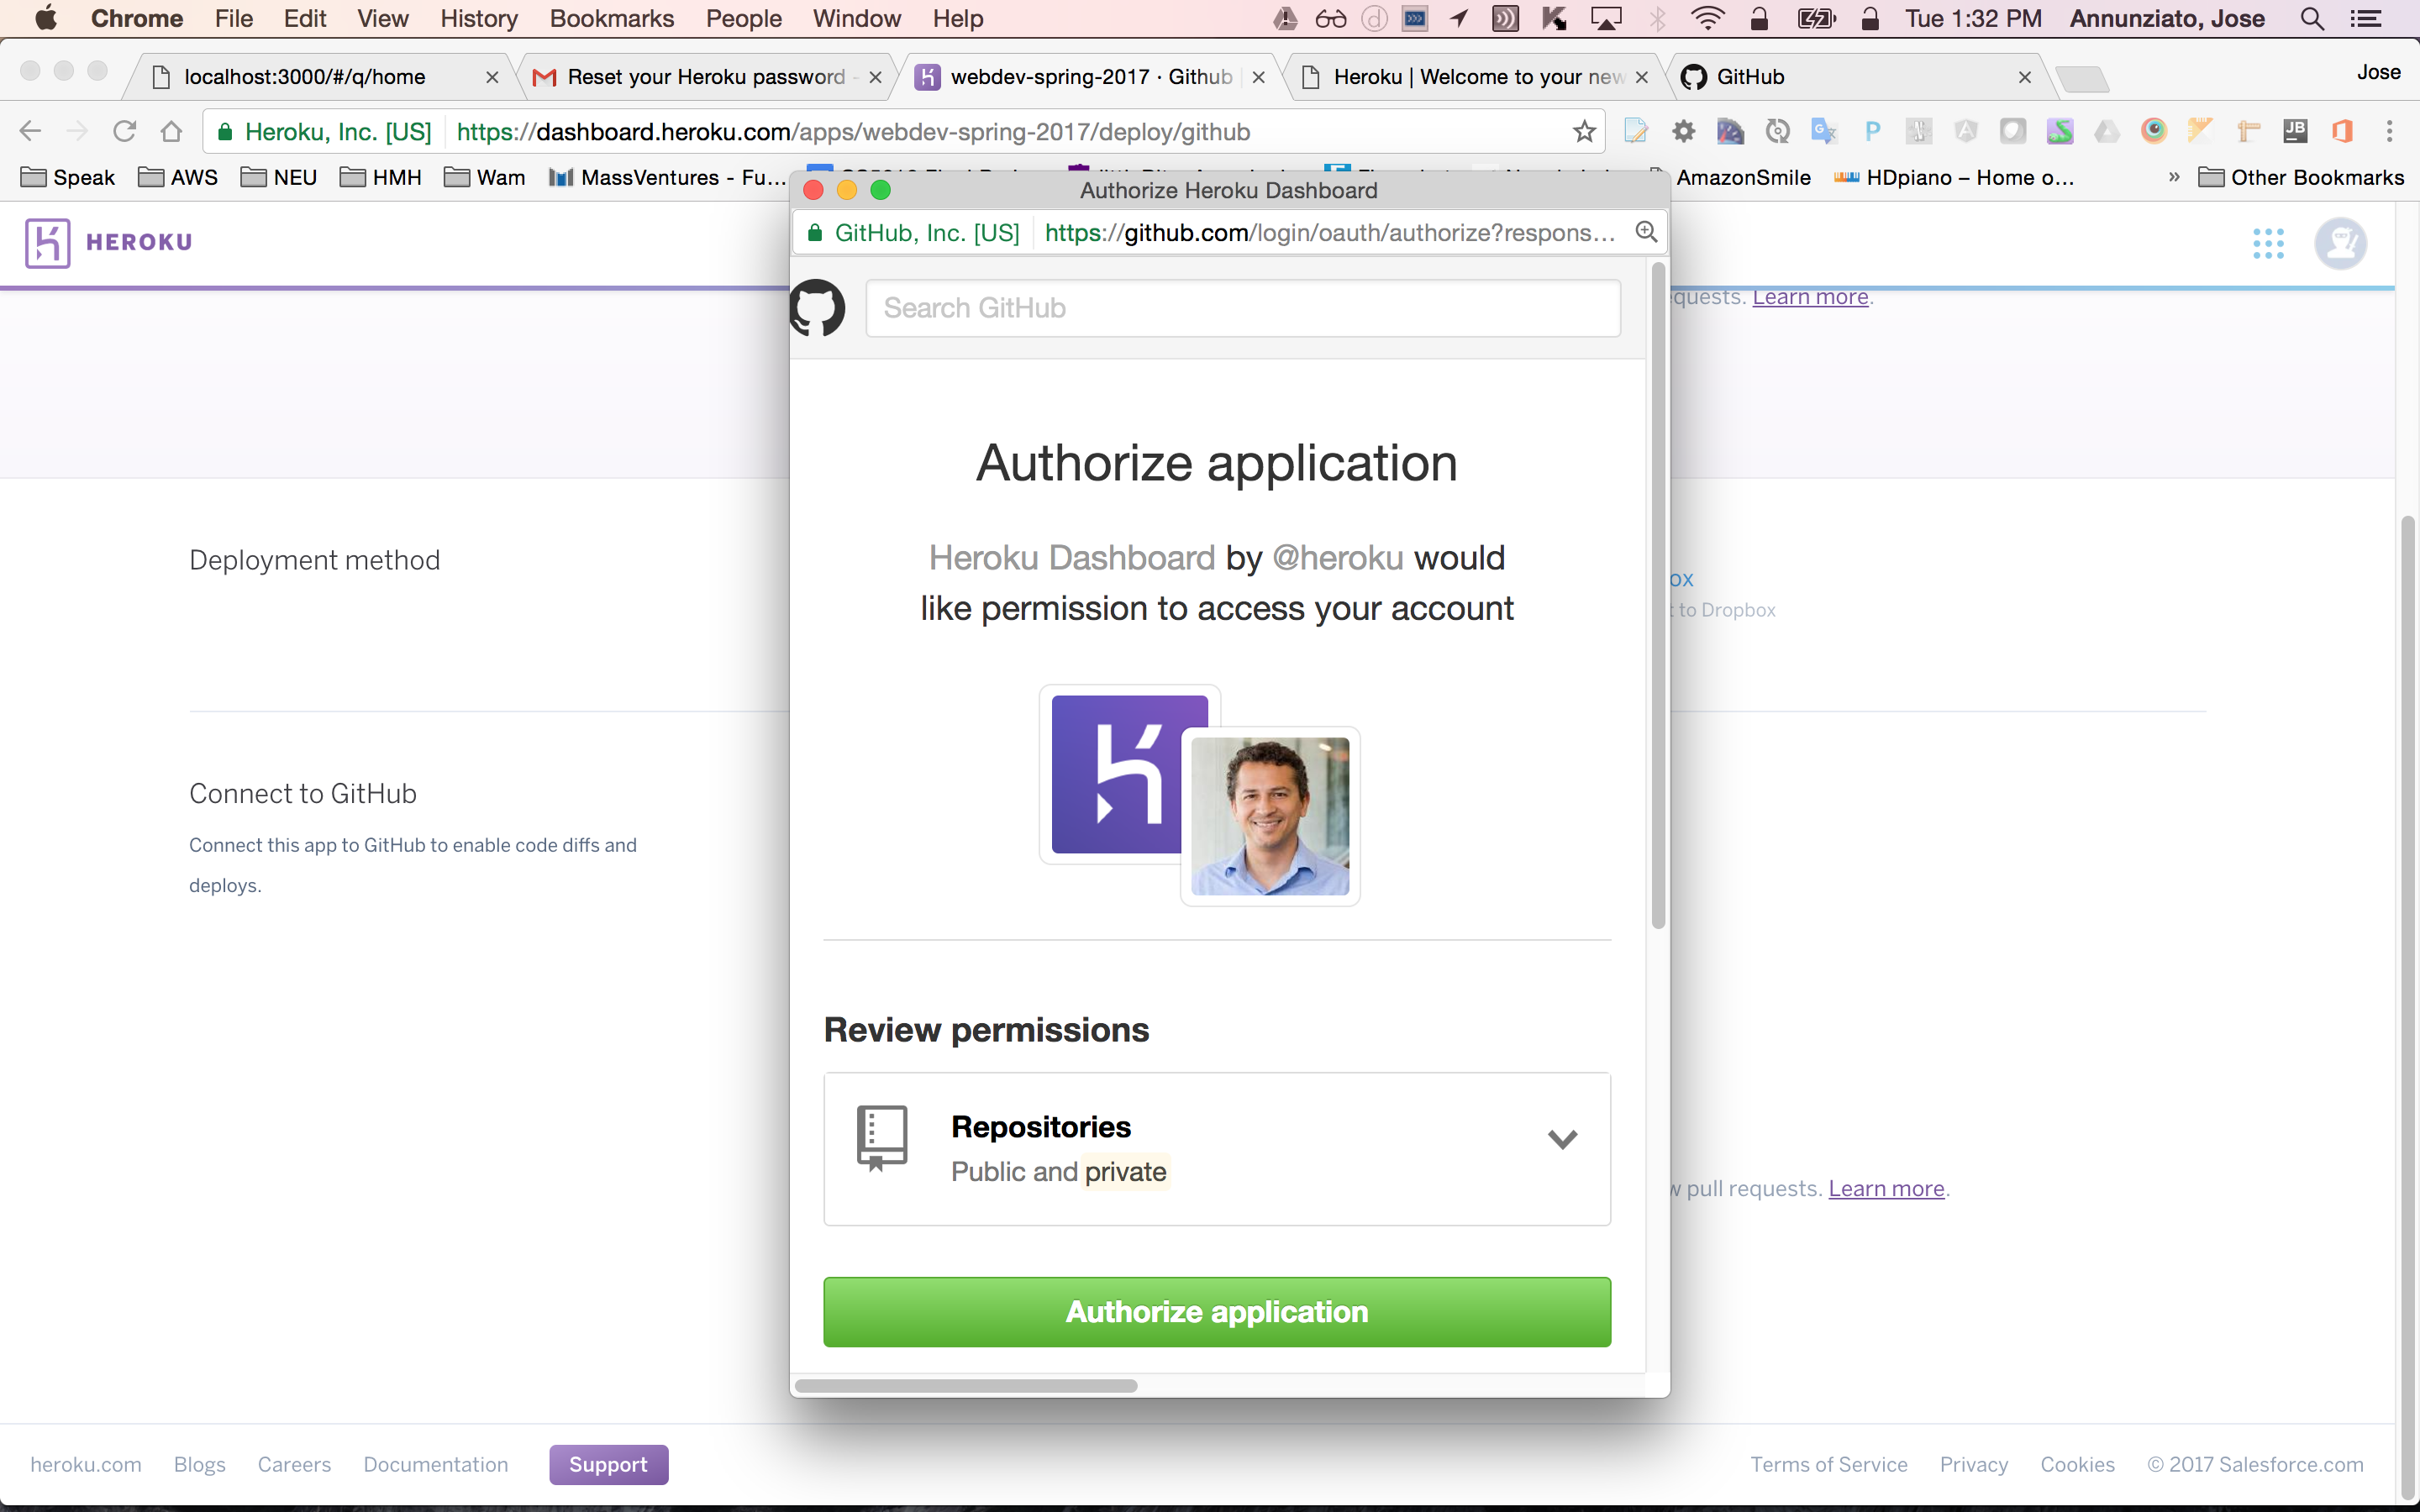 Chrome File Edit View History Bookmarks People Window Help Tue 1:32 PM Annunziato, Jose
localhost:3000/#/q/home
Reset your Heroku password -
webdev-spring-2017 · Github
Heroku | Welcome to your new
GitHub
Jose
Heroku, Inc. [US] https://dashboard.heroku.com/apps/webdev-spring-2017/deploy/github
Speak AWS NEU HMH Wam MassVentures - Fu... AmazonSmile HDpiano – Home o... » Other Bookmarks
Authorize Heroku Dashboard
GitHub, Inc. [US] https://github.com/login/oauth/authorize?respons...
HEROKU
Search GitHub
quests. Learn more.
Authorize application
Heroku Dashboard by @heroku would
like permission to access your account
Deployment method
ox
to Dropbox
Connect to GitHub
Connect this app to GitHub to enable code diffs and
deploys.
Review permissions
Repositories
Public and private
w pull requests. Learn more.
Authorize application
heroku.com Blogs Careers Documentation Support Terms of Service Privacy Cookies © 2017 Salesforce.com